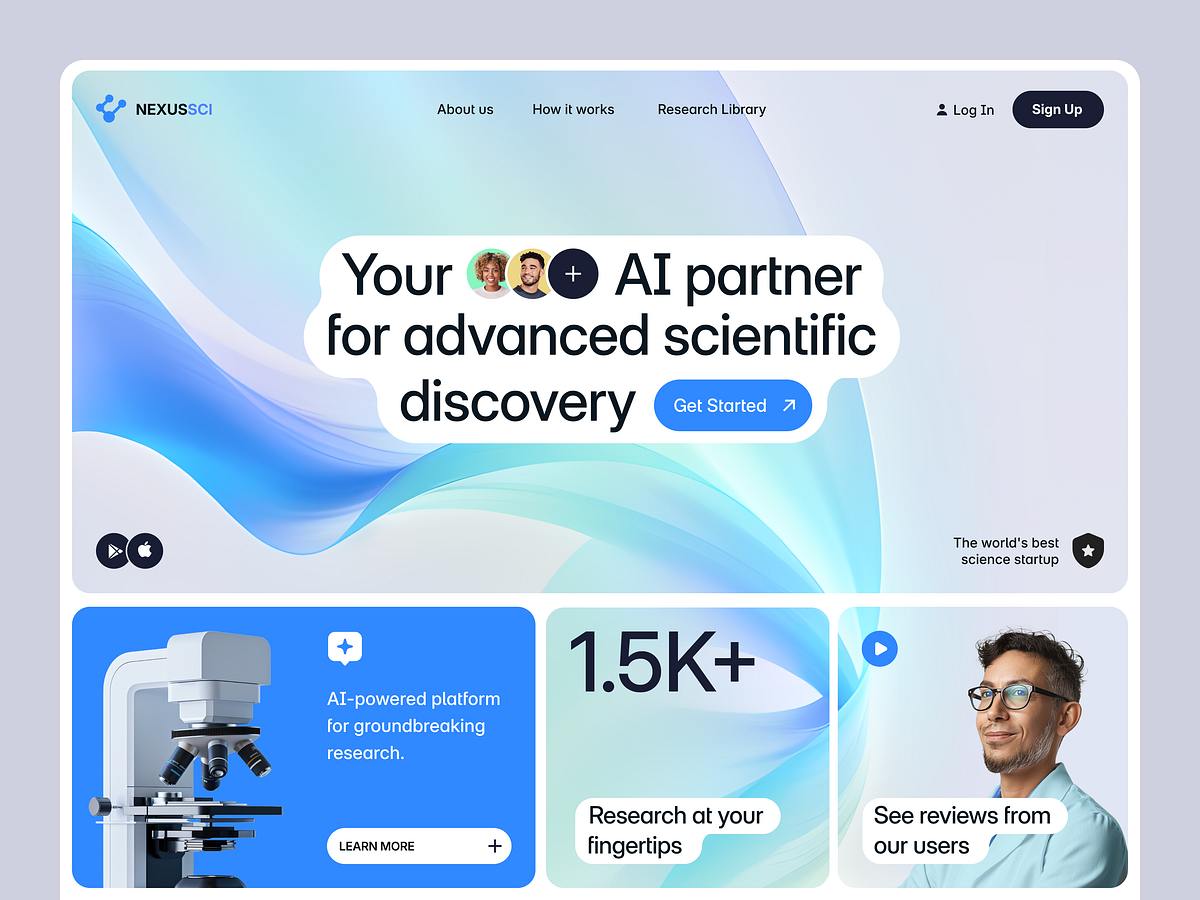 NEXUSSCI
About us
How it works
Research Library
Log In
Sign Up
Your + AI partner
for advanced scientific
discovery
Get Started
The world's best
science startup
AI-powered platform
for groundbreaking
research.
LEARN MORE +
1.5K+
Research at your
fingertips
See reviews from
our users